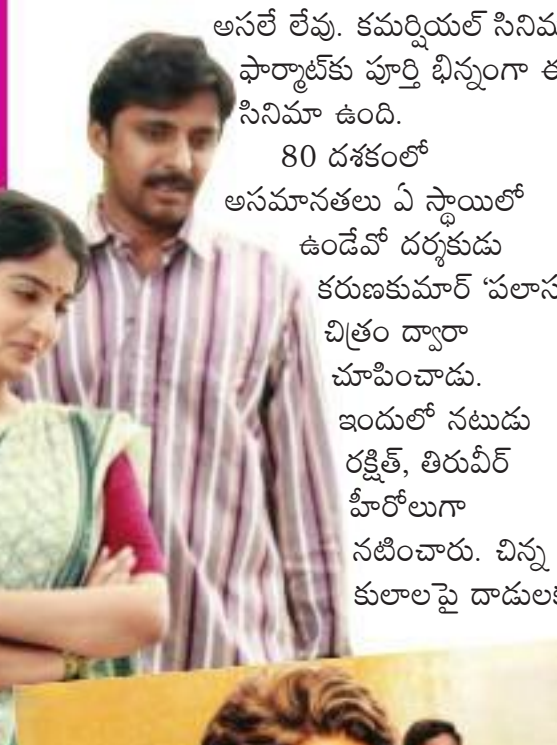 అసలే లేవు. కమర్షియల్ సినిమ
ఫార్మాట్‌కు పూర్తి భిన్నంగా ఈ
సినిమా ఉంది.
80 దశకంలో
అసమానతలు ఏ స్థాయిలో
ఉండేవో దర్శకుడు
కరుణకుమార్ ‘పలాస
చిత్రం ద్వారా
చూపించాడు.
ఇందులో నటుడు
రక్షిత్, తిరువీర్
హీరోలుగా
నటించారు. చిన్న
కులాలపై దాడులక